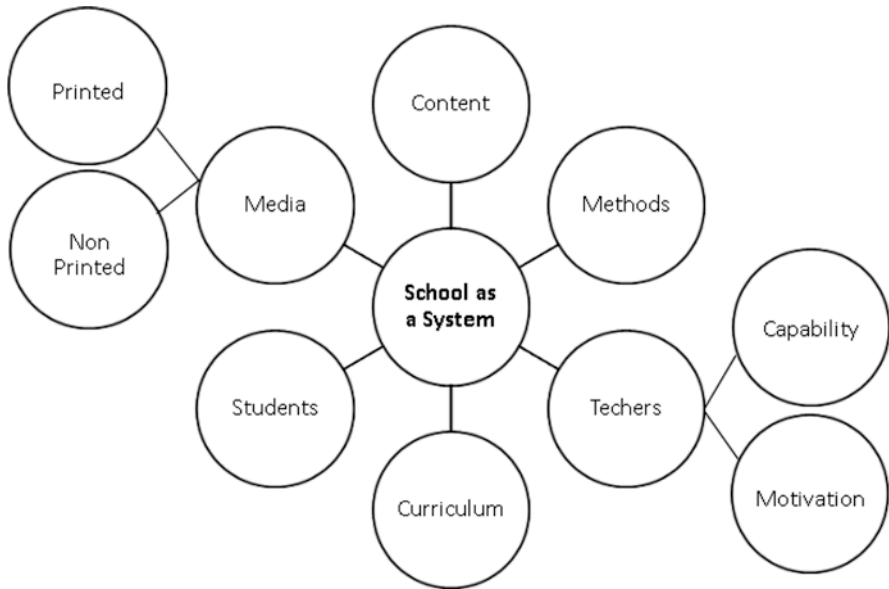 Printed
Content
Media
Methods
Non
Printed
School as
a System
Capability
Students
Techers
Curriculum
Motivation